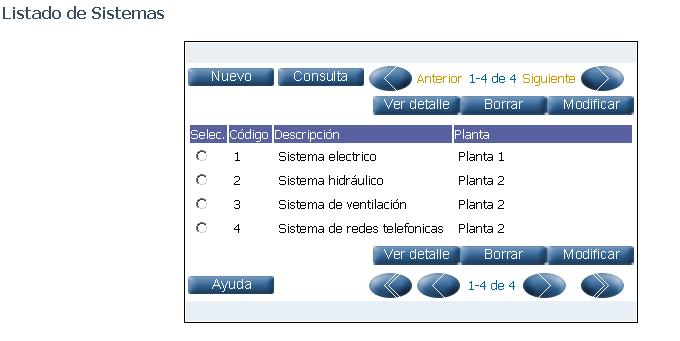 Listado de Sistemas
Nuevo Consulta Anterior 1-4 de 4 Siguiente
Ver detalle Borrar Modificar
Selec. Código Descripción Planta
1 Sistema electrico Planta 1
2 Sistema hidráulico Planta 2
3 Sistema de ventilación Planta 2
4 Sistema de redes telefonicas Planta 2
Ver detalle Borrar Modificar
Ayuda 1-4 de 4